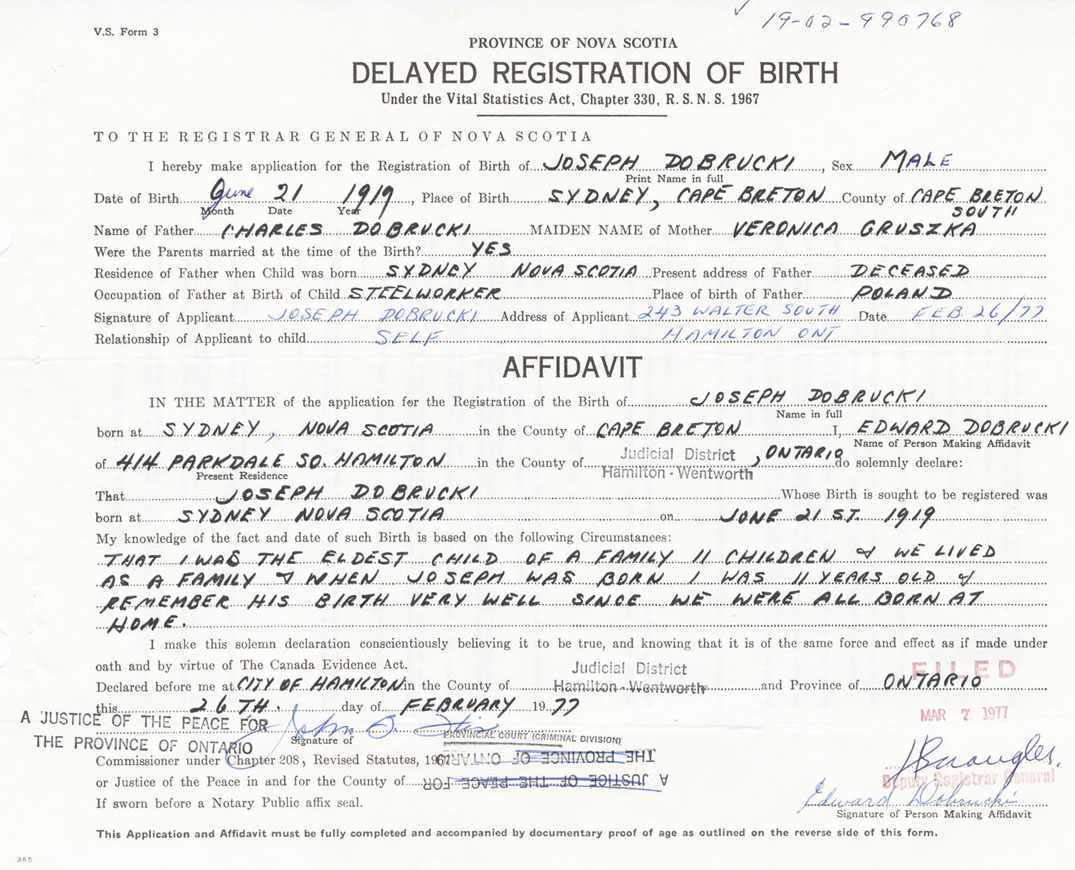 19-02-990768
V.S. Form 3
PROVINCE OF NOVA SCOTIA
DELAYED REGISTRATION OF BIRTH
Under the Vital Statistics Act, Chapter 330, R.S.N.S. 1967
TO THE REGISTRAR GENERAL OF NOVA SCOTIA
I hereby make application for the Registration of Birth of JOSEPH DOBRUCKI, Sex MALE
Print Name in full
Date of Birth June 21 1919, Place of Birth SYDNEY, CAPE BRETON County of CAPE BRETON
Month Date Year SOUTH
Name of Father CHARLES DOBRUCKI MAIDEN NAME of Mother VERONICA GRUSZKA
Were the Parents married at the time of the Birth? YES
Residence of Father when Child was born SYDNEY NOVA SCOTIA Present address of Father DECEASED
Occupation of Father at Birth of Child STEELWORKER Place of birth of Father POLAND
Signature of Applicant JOSEPH DOBRUCKI Address of Applicant 243 WALTER SOUTH Date FEB. 26/77
Relationship of Applicant to child SELF HAMILTON ONT
AFFIDAVIT
IN THE MATTER of the application for the Registration of the Birth of JOSEPH DOBRUCKI
Name in full
born at SYDNEY, NOVA SCOTIA in the County of CAPE BRETON I, EDWARD DOBRUCKI
Name of Person Making Affidavit
of 414 PARKDALE SO. HAMILTON in the County of Judicial District Hamilton-Wentworth, ONTARIO do solemnly declare:
Present Residence
That JOSEPH DOBRUCKI Whose Birth is sought to be registered was
born at SYDNEY NOVA SCOTIA on JUNE 21 ST. 1919
My knowledge of the fact and date of such Birth is based on the following Circumstances:
THAT I WAS THE ELDEST CHILD OF A FAMILY 11 CHILDREN & WE LIVED
AS A FAMILY & WHEN JOSEPH WAS BORN I WAS 11 YEARS OLD &
REMEMBER HIS BIRTH VERY WELL SINCE WE WERE ALL BORN AT
HOME.
I make this solemn declaration conscientiously believing it to be true, and knowing that it is of the same force and effect as if made under
oath and by virtue of The Canada Evidence Act.
Declared before me at CITY OF HAMILTON in the County of Judicial District Hamilton-Wentworth and Province of ONTARIO
FILED
this 26TH. day of FEBRUARY 1977
MAR 7 1977
A JUSTICE OF THE PEACE FOR
THE PROVINCE OF ONTARIO
Signature of
PROVINCIAL COURT (CRIMINAL DIVISION)
Commissioner under Chapter 208, Revised Statutes, 1967
THE PROVINCE OF ONTARIO
or Justice of the Peace in and for the County of
A JUSTICE OF THE PEACE FOR
Deputy Registrar General
If sworn before a Notary Public affix seal.
Edward Dobrucki
Signature of Person Making Affidavit
This Application and Affidavit must be fully completed and accompanied by documentary proof of age as outlined on the reverse side of this form.
365